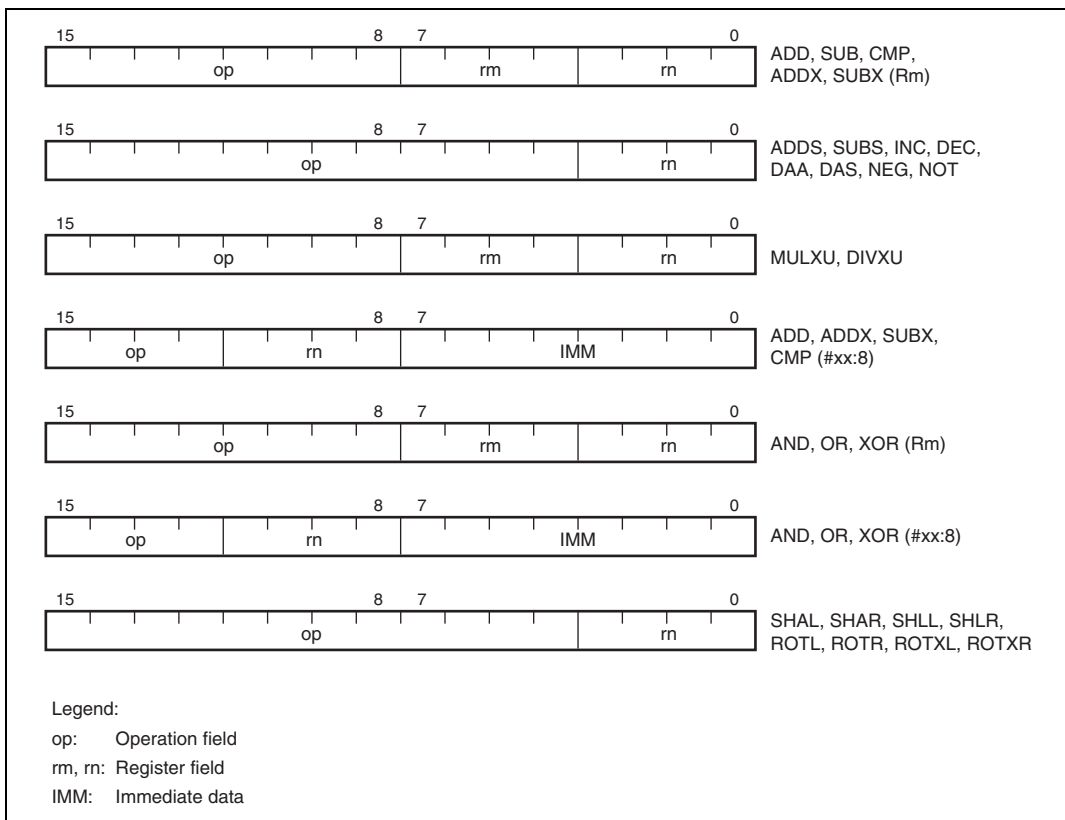 15 8 7 0
op rm rn
ADD, SUB, CMP,
ADDX, SUBX (Rm)
15 8 7 0
op rn
ADDS, SUBS, INC, DEC,
DAA, DAS, NEG, NOT
15 8 7 0
op rm rn
MULXU, DIVXU
15 8 7 0
op rn IMM
ADD, ADDX, SUBX,
CMP (#xx:8)
15 8 7 0
op rm rn
AND, OR, XOR (Rm)
15 8 7 0
op rn IMM
AND, OR, XOR (#xx:8)
15 8 7 0
op rn
SHAL, SHAR, SHLL, SHLR,
ROTL, ROTR, ROTXL, ROTXR
Legend:
op: Operation field
rm, rn: Register field
IMM: Immediate data